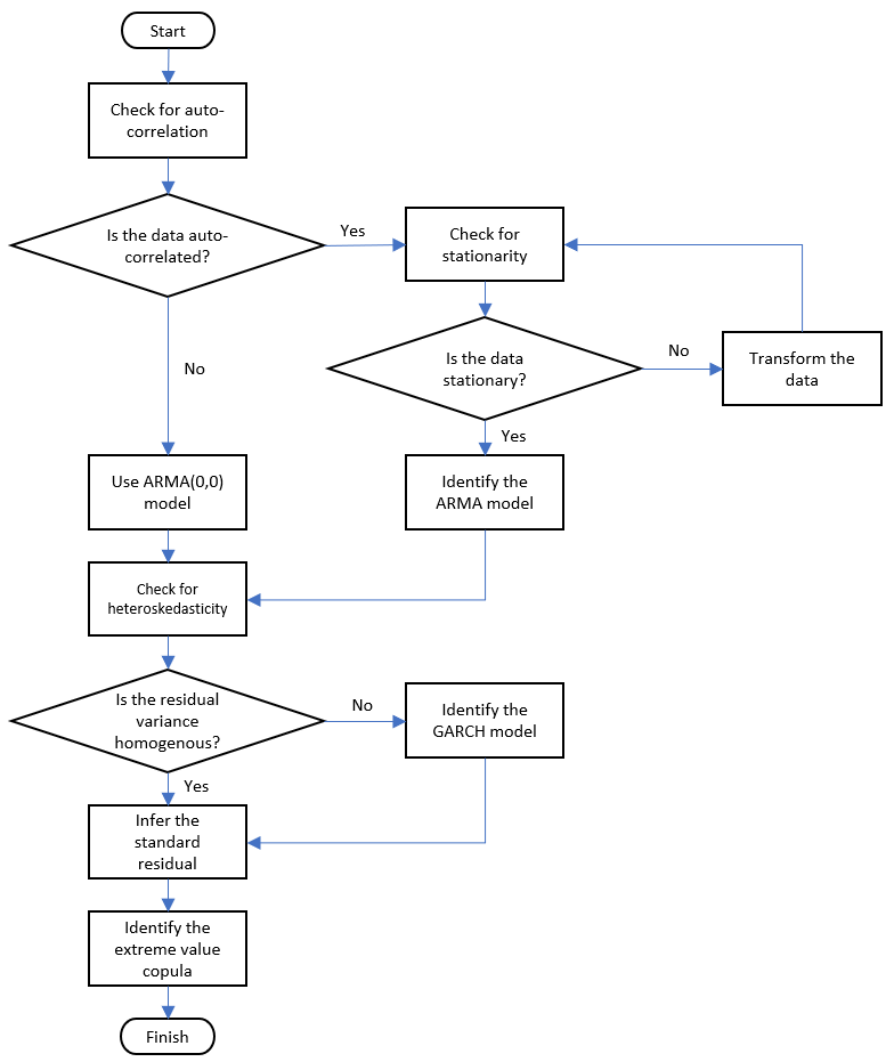 Start
Check for auto-
correlation
Is the data auto-
correlated?
Yes
Check for
stationarity
No
Is the data
stationary?
No
Transform the
data
Yes
Use ARMA(0,0)
model
Identify the
ARMA model
Check for
heteroskedasticity
Is the residual
variance
homogenous?
No
Identify the
GARCH model
Yes
Infer the
standard
residual
Identify the
extreme value
copula
Finish